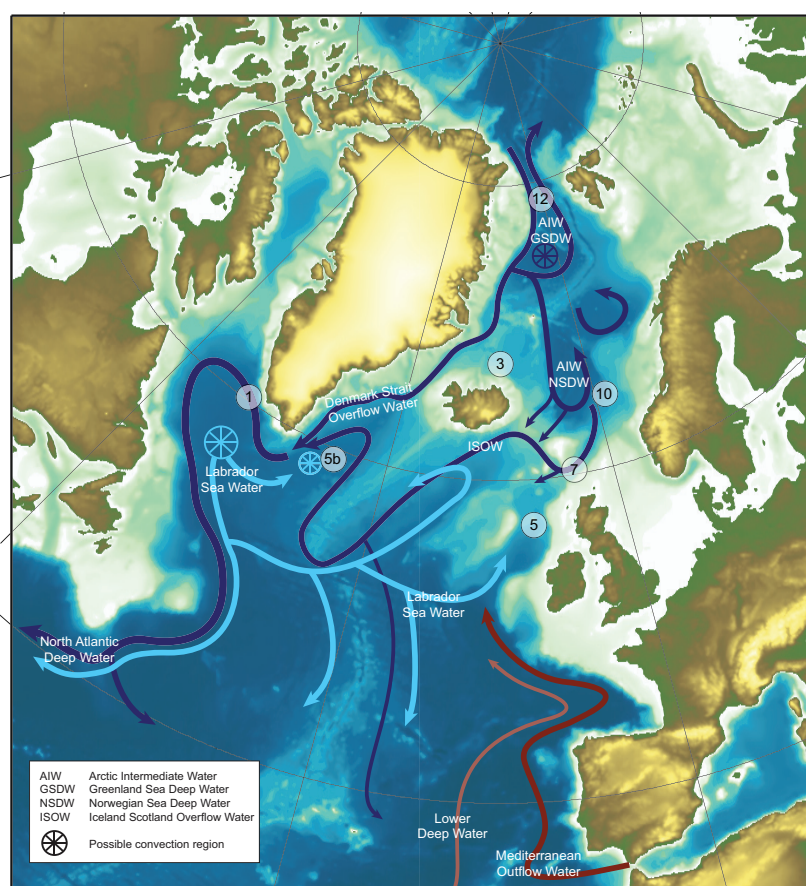 12
AIW
GSDW
3
AIW
NSDW
10
1
Denmark Strait
Overflow Water
ISOW
5b
7
Labrador
Sea Water
5
Labrador
Sea Water
North Atlantic
Deep Water
Lower
Deep Water
Mediterranean
Outflow Water
AIW Arctic Intermediate Water
GSDW Greenland Sea Deep Water
NSDW Norwegian Sea Deep Water
ISOW Iceland Scotland Overflow Water
Possible convection region